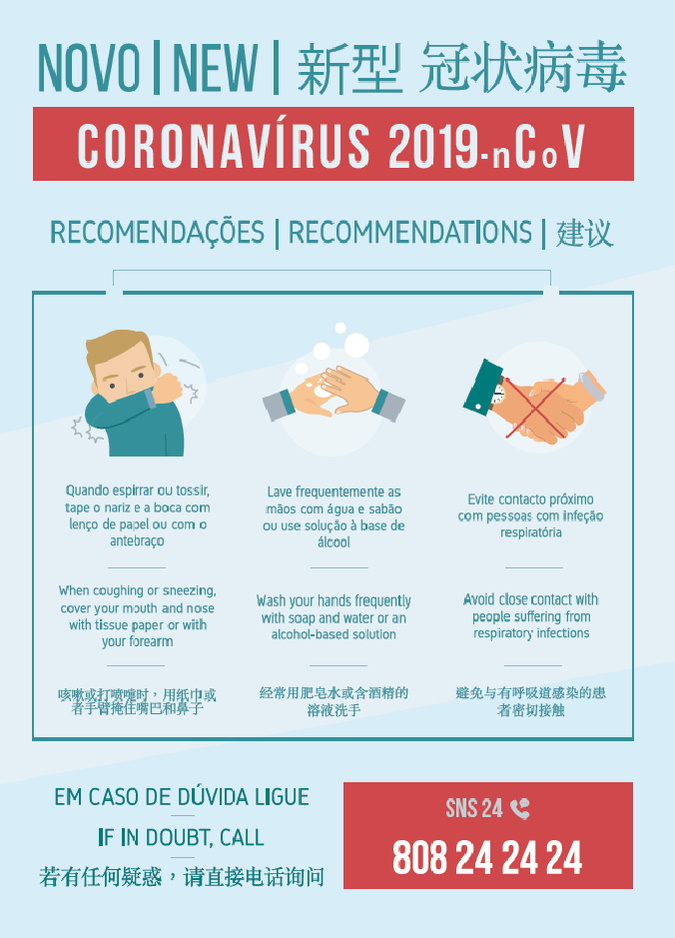 NOVO | NEW | 新型 冠状病毒
CORONAVÍRUS 2019-nCoV
RECOMENDAÇÕES | RECOMMENDATIONS | 建议
Quando espirrar ou tossir,
tape o nariz e a boca com
lenço de papel ou com o
antebraço
When coughing or sneezing,
cover your mouth and nose
with tissue paper or with
your forearm
咳嗽或打喷嚏时，用纸巾或
者手臂掩住嘴巴和鼻子
Lave frequentemente as
mãos com água e sabão
ou use solução à base de
álcool
Wash your hands frequently
with soap and water or an
alcohol-based solution
经常用肥皂水或含酒精的
溶液洗手
Evite contacto próximo
com pessoas com infeção
respiratória
Avoid close contact with
people suffering from
respiratory infections
避免与有呼吸道感染的患
者密切接触
EM CASO DE DÚVIDA LIGUE
IF IN DOUBT, CALL
若有任何疑惑，请直接电话询问
SNS 24
808 24 24 24